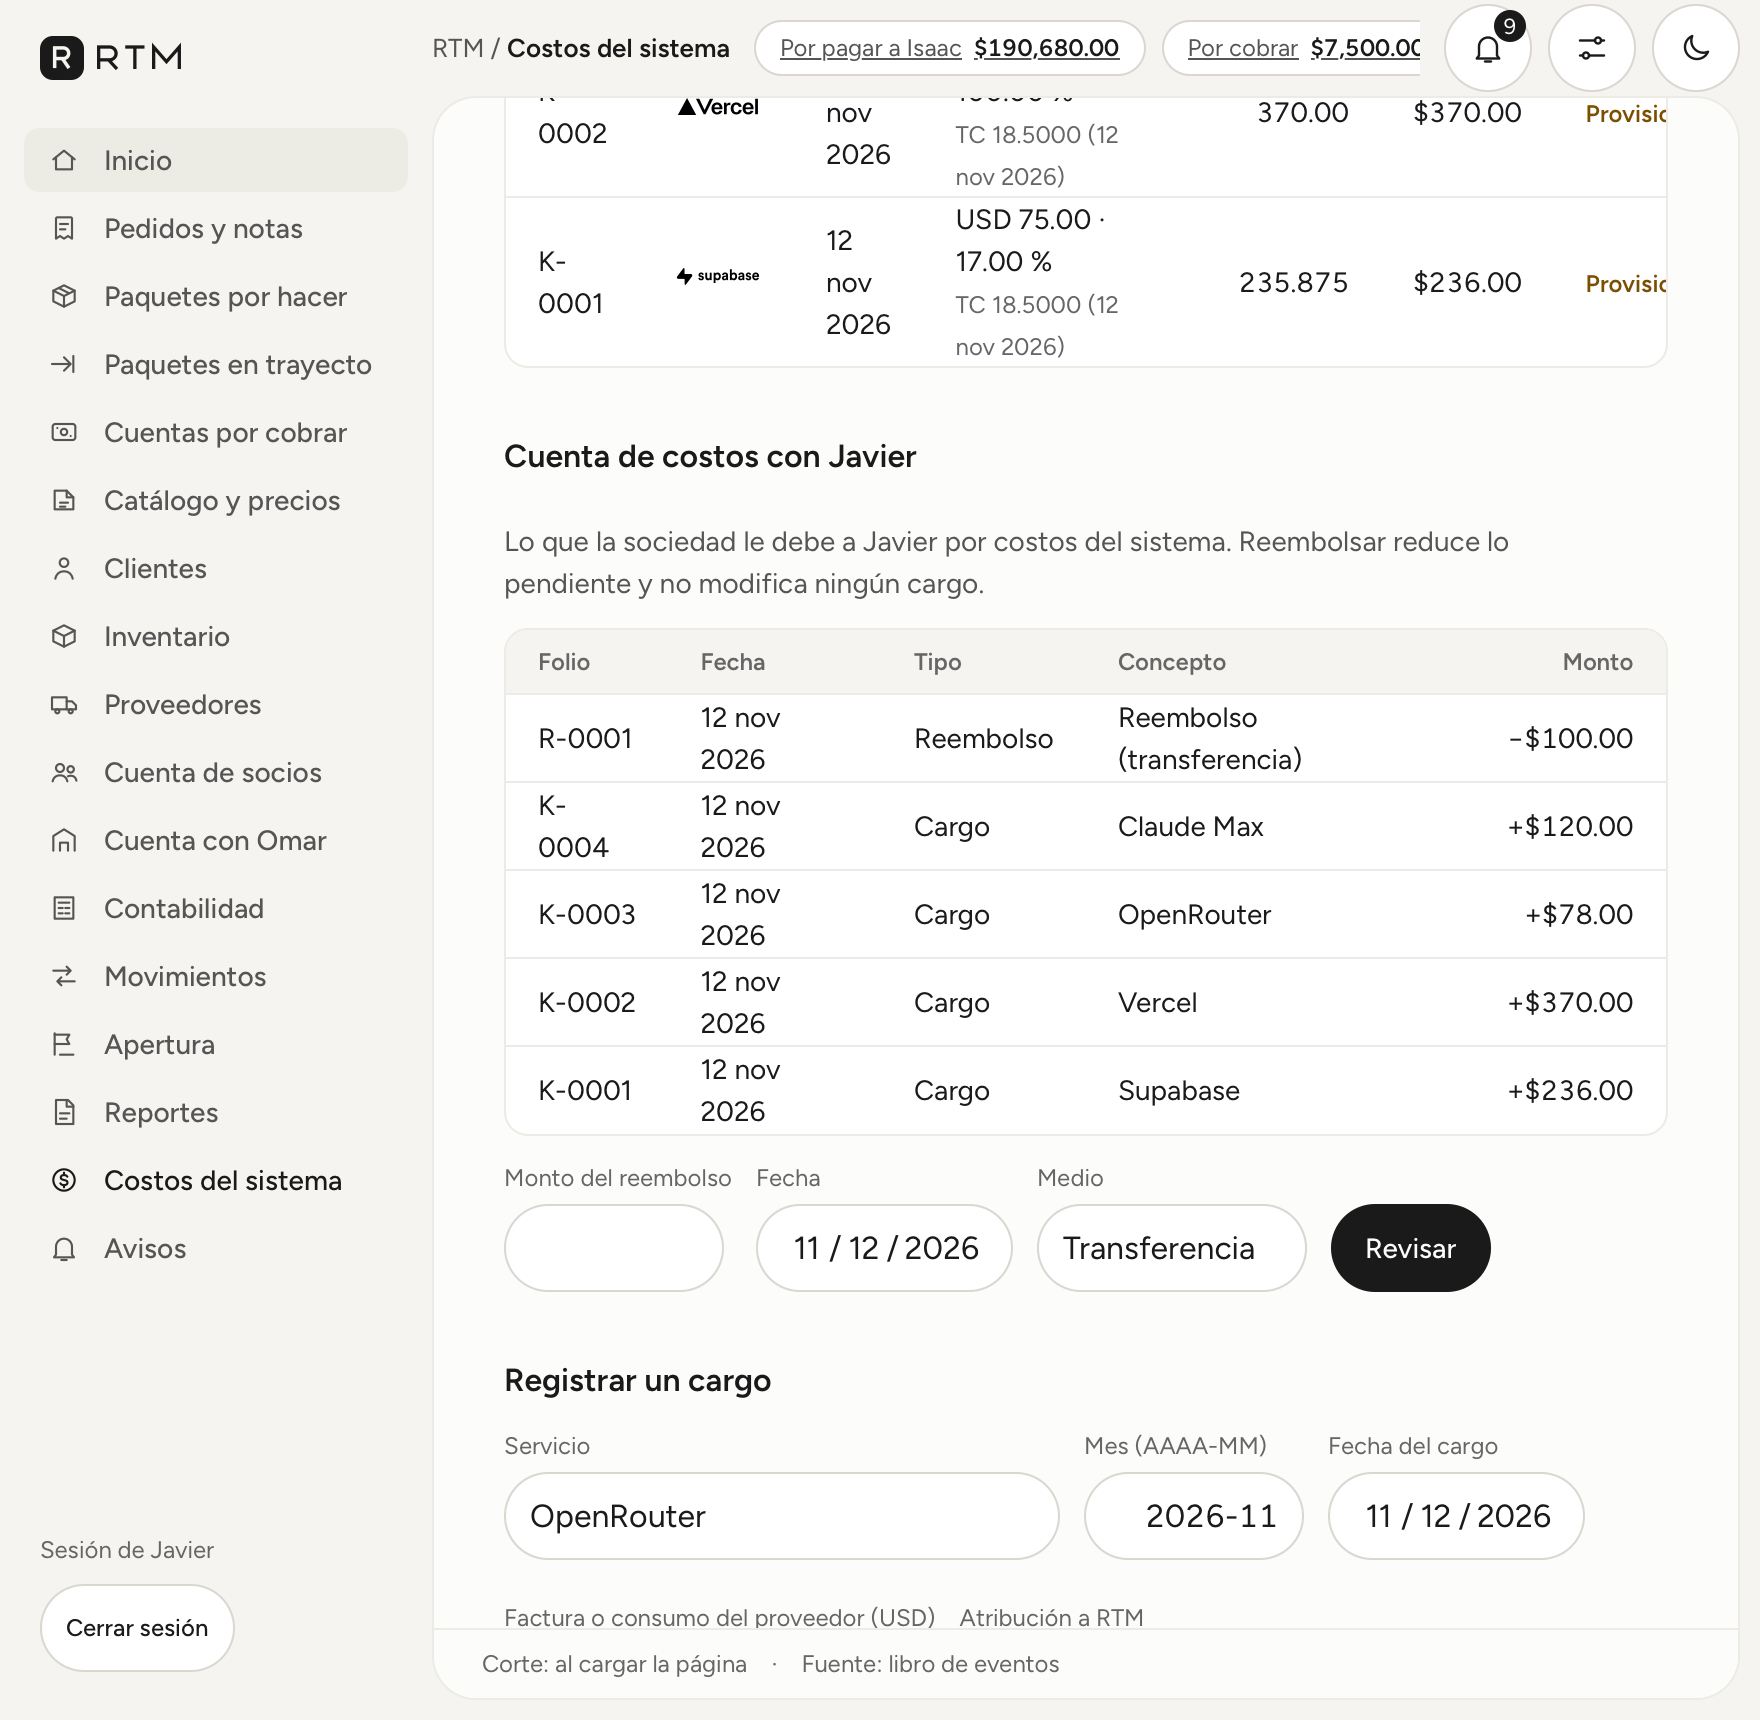 RTM
RTM / Costos del sistema
Por pagar a Isaac $190,680.00
Por cobrar $7,500.00
9
Inicio
Pedidos y notas
Paquetes por hacer
Paquetes en trayecto
Cuentas por cobrar
Catálogo y precios
Clientes
Inventario
Proveedores
Cuenta de socios
Cuenta con Omar
Contabilidad
Movimientos
Apertura
Reportes
Costos del sistema
Avisos
Sesión de Javier
Cerrar sesión
0002
Vercel
nov
2026
TC 18.5000 (12
nov 2026)
370.00
$370.00
K-
0001
supabase
12
nov
2026
USD 75.00 ·
17.00 %
TC 18.5000 (12
nov 2026)
235.875
$236.00
Cuenta de costos con Javier
Lo que la sociedad le debe a Javier por costos del sistema. Reembolsar reduce lo
pendiente y no modifica ningún cargo.
Folio Fecha Tipo Concepto Monto
R-0001
12 nov
2026
Reembolso
Reembolso
(transferencia)
−$100.00
K-
0004
12 nov
2026
Cargo
Claude Max
+$120.00
K-0003
12 nov
2026
Cargo
OpenRouter
+$78.00
K-0002
12 nov
2026
Cargo
Vercel
+$370.00
K-0001
12 nov
2026
Cargo
Supabase
+$236.00
Monto del reembolso Fecha Medio
11 / 12 / 2026 Transferencia Revisar
Registrar un cargo
Servicio Mes (AAAA-MM) Fecha del cargo
OpenRouter 2026-11 11 / 12 / 2026
Factura o consumo del proveedor (USD) Atribución a RTM
Corte: al cargar la página · Fuente: libro de eventos